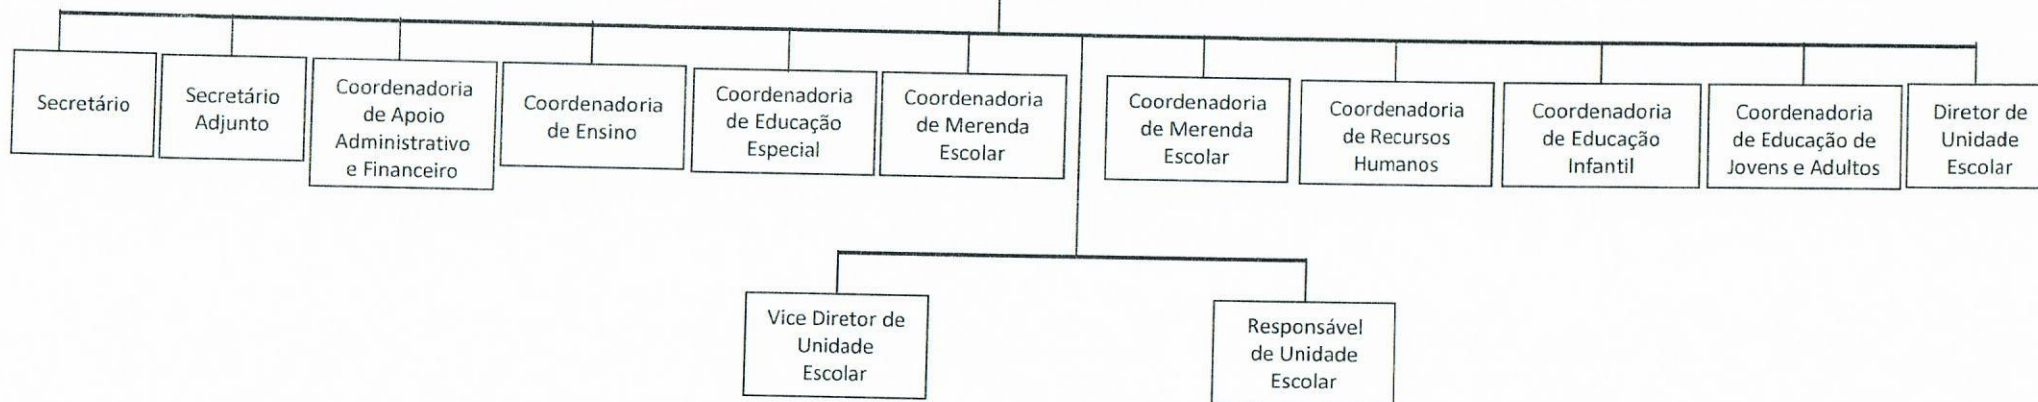 Secretário
Secretário
Adjunto
Coordenadoria
de Apoio
Administrativo
e Financeiro
Coordenadoria
de Ensino
Coordenadoria
de Educação
Especial
Coordenadoria
de Merenda
Escolar
Coordenadoria
de Merenda
Escolar
Coordenadoria
de Recursos
Humanos
Coordenadoria
de Educação
Infantil
Coordenadoria
de Educação de
Jovens e Adultos
Diretor de
Unidade
Escolar
Vice Diretor de
Unidade
Escolar
Responsável
de Unidade
Escolar